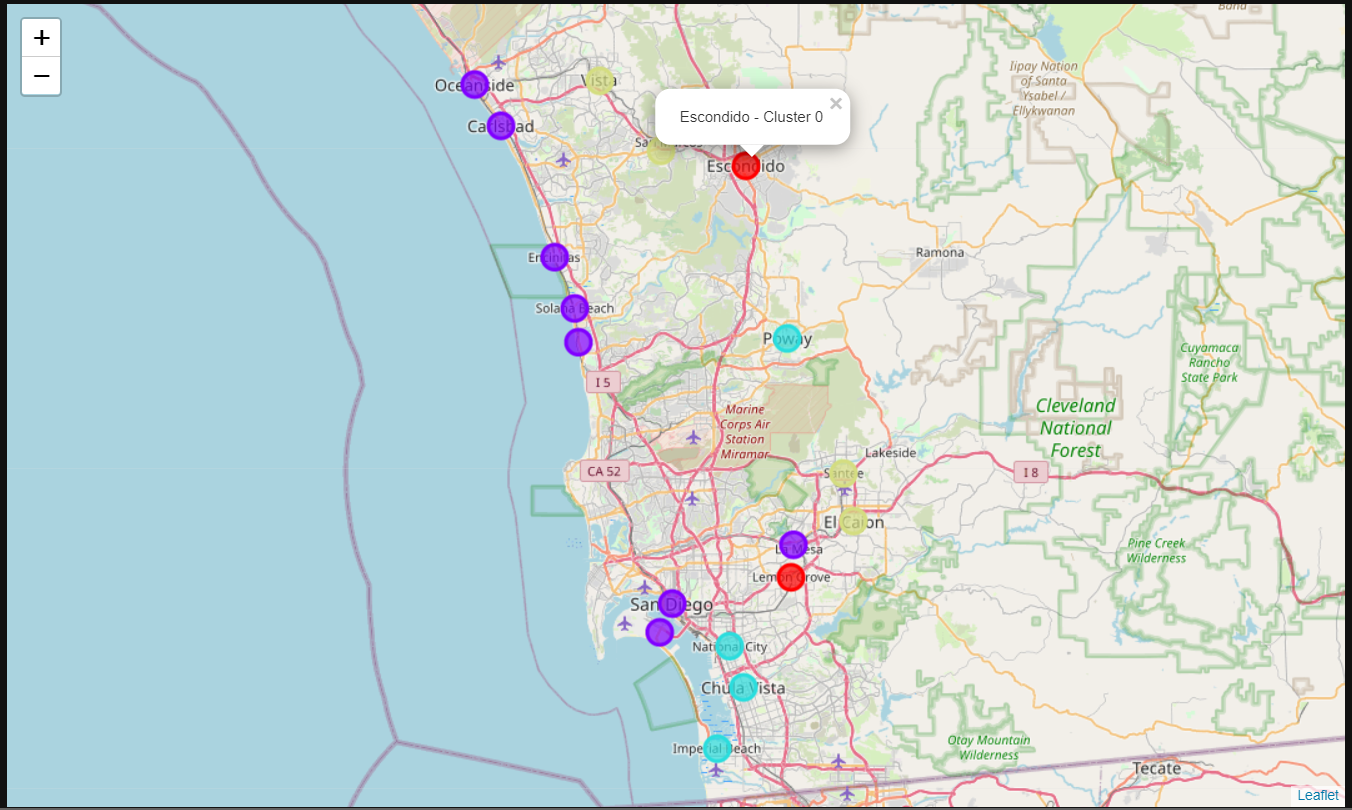 +
−
Band
Oceanside
Vista
Iipay Nation
of Santa
Ysabel /
Ellykwanan
×
Escondido - Cluster 0
Carlsbad
Escondido
Ramona
Encinitas
Solana Beach
Poway
Cuyamaca
Rancho
State Park
I 5
Marine
Corps Air
Station
Miramar
Cleveland
National
Forest
Lakeside
CA 52
Santee
I 8
El Cajon
La Mesa
Pine Creek
Wilderness
Lemon Grove
San Diego
National City
Chula Vista
Imperial Beach
Otay Mountain
Wilderness
Tecate
Leaflet